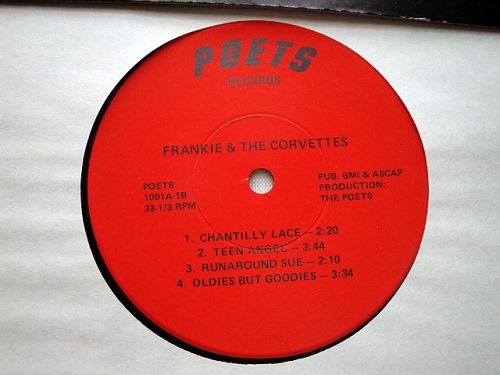 POETS
RECORDS
FRANKIE & THE CORVETTES
POETS
1001A-1B
33-1/3 RPM
PUB. BMI & ASCAP
PRODUCTION:
THE POETS
1. CHANTILLY LACE – 2:20
2. TEEN ANGEL – 3:44
3. RUNAROUND SUE – 2:10
4. OLDIES BUT GOODIES – 3:34